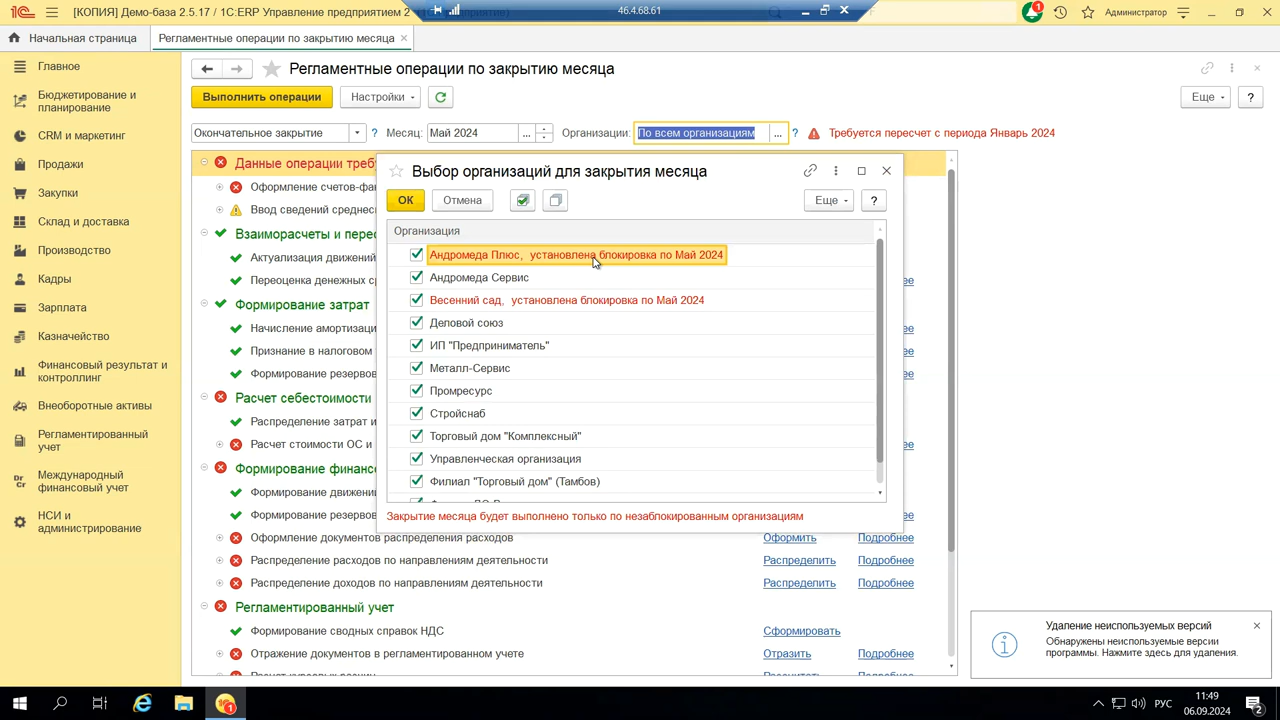 [КОПИЯ] Демо-база 2.5.17 / 1С:ERP Управление предприятием 2
46.4.68.61
1
Администратор
Начальная страница
Регламентные операции по закрытию месяца
Главное
Бюджетирование и
планирование
CRM и маркетинг
Продажи
Закупки
Склад и доставка
Производство
Кадры
Зарплата
Казначейство
Финансовый результат и
контроллинг
Внеоборотные активы
Регламентированный
учет
Dr
Cr
Международный
финансовый учет
НСИ и
администрирование
Регламентные операции по закрытию месяца
Выполнить операции
Настройки
Еще
?
Окончательное закрытие
?
Месяц:
Май 2024
...
Организации:
По всем организациям
...
?
Требуется пересчет с периода Январь 2024
Данные операции
Оформление
Ввод сведений
Взаиморасчеты и
Актуализация движений
Переоценка денежных
Формирование затрат
Начисление
Признание в налоговом
Формирование резервов
Расчет себестоимости
Распределение затрат и
Расчет стоимости ОС и
Формирование
Формирование
Формирование резервов
Оформление документов распределения расходов
Оформить
Подробнее
Распределение расходов по направлениям деятельности
Распределить
Подробнее
Распределение доходов по направлениям деятельности
Распределить
Подробнее
Регламентированный учет
Формирование сводных справок НДС
Сформировать
Отражение документов в регламентированном учете
Отразить
Подробнее
Выбор организаций для закрытия месяца
ОК
Отмена
Еще
?
Организация
Андромеда Плюс, установлена блокировка по Май 2024
Андромеда Сервис
Весенний сад, установлена блокировка по Май 2024
Деловой союз
ИП "Предприниматель"
Металл-Сервис
Промресурс
Стройснаб
Торговый дом "Комплексный"
Управленческая организация
Филиал "Торговый дом" (Тамбов)
Закрытие месяца будет выполнено только по незаблокированным организациям
Удаление неиспользуемых версий
Обнаружены неиспользуемые версии
программы. Нажмите здесь для удаления.
1
РУС
11:49
06.09.2024
2